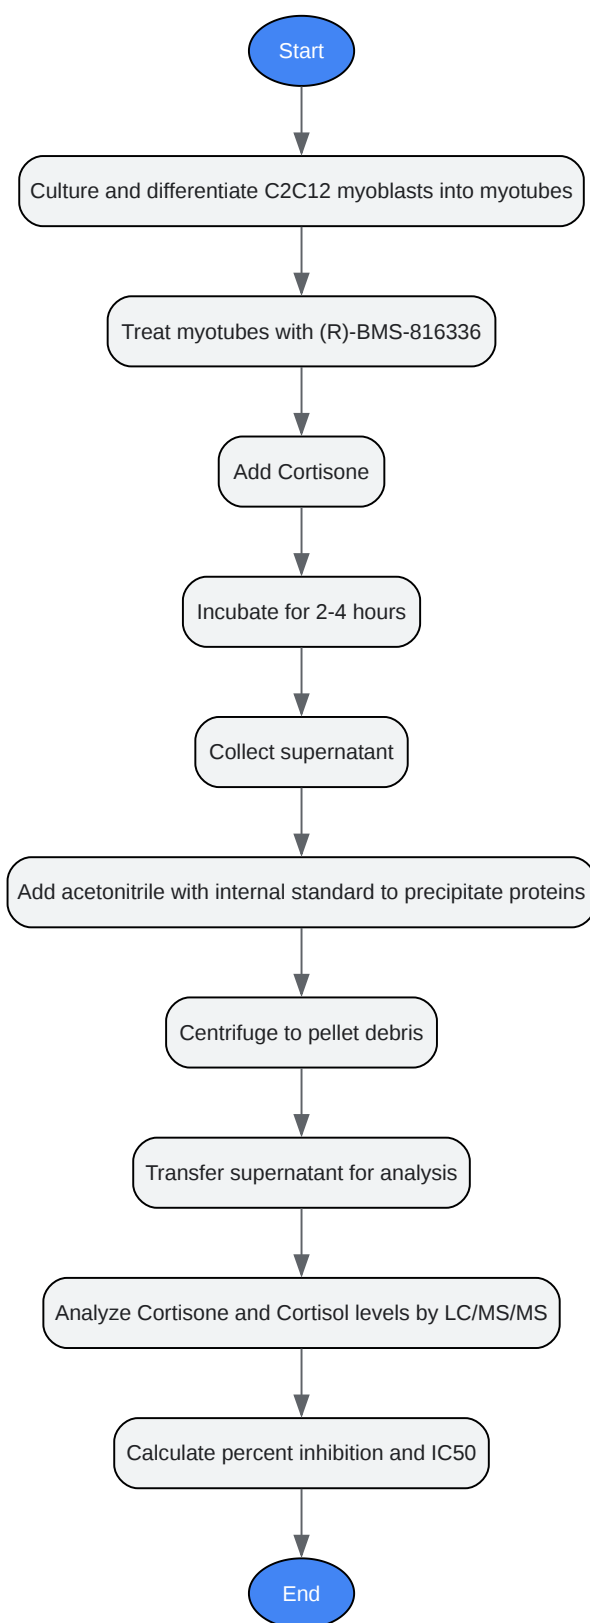 Start
Culture and differentiate C2C12 myoblasts into myotubes
Treat myotubes with (R)-BMS-816336
Add Cortisone
Incubate for 2-4 hours
Collect supernatant
Add acetonitrile with internal standard to precipitate proteins
Centrifuge to pellet debris
Transfer supernatant for analysis
Analyze Cortisone and Cortisol levels by LC/MS/MS
Calculate percent inhibition and IC50
End